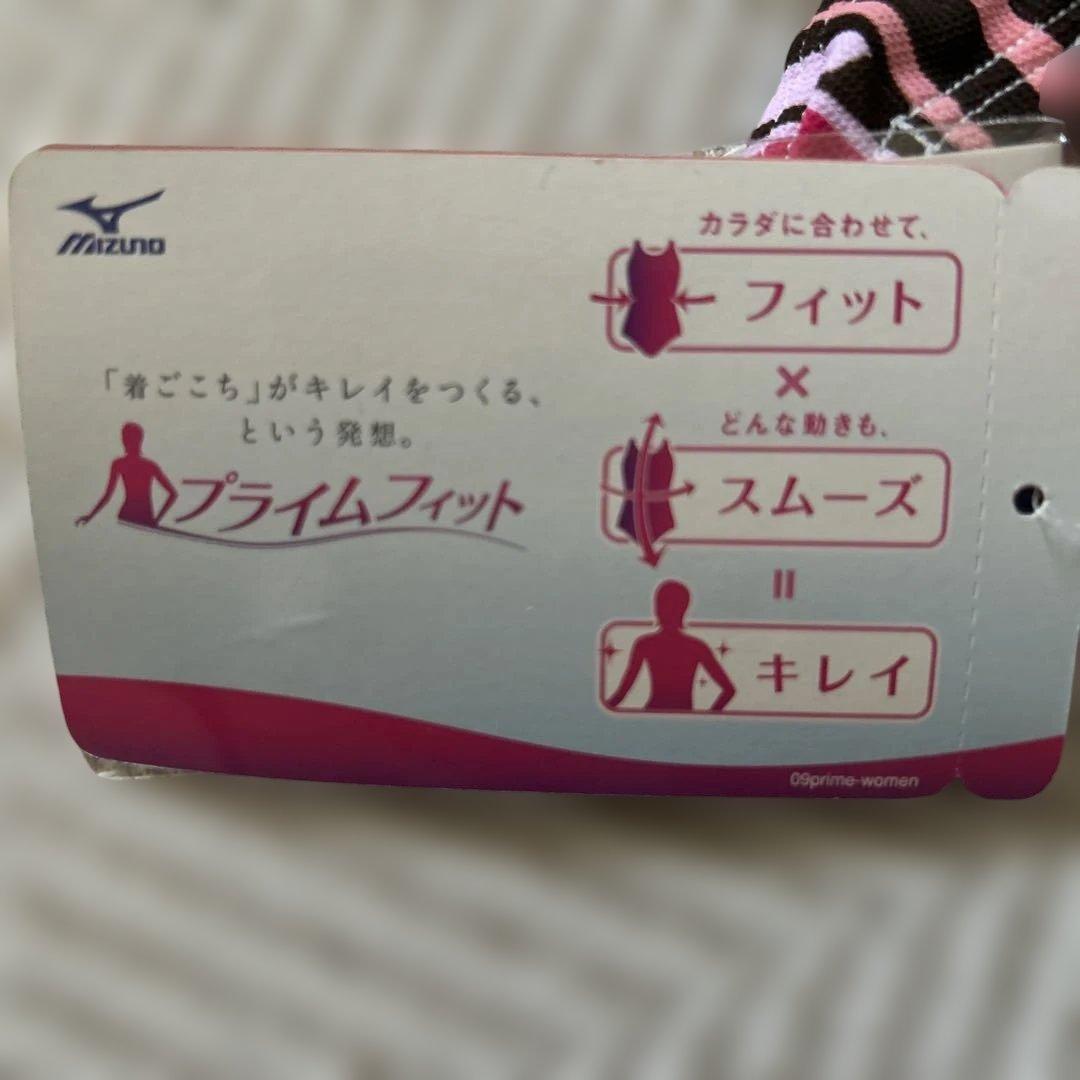 MIZUNO
「着ごこち」がキレイをつくる、
という発想。
プライムフィット
カラダに合わせて、
フィット
×
どんな動きも、
スムーズ
=
キレイ
09prime-women